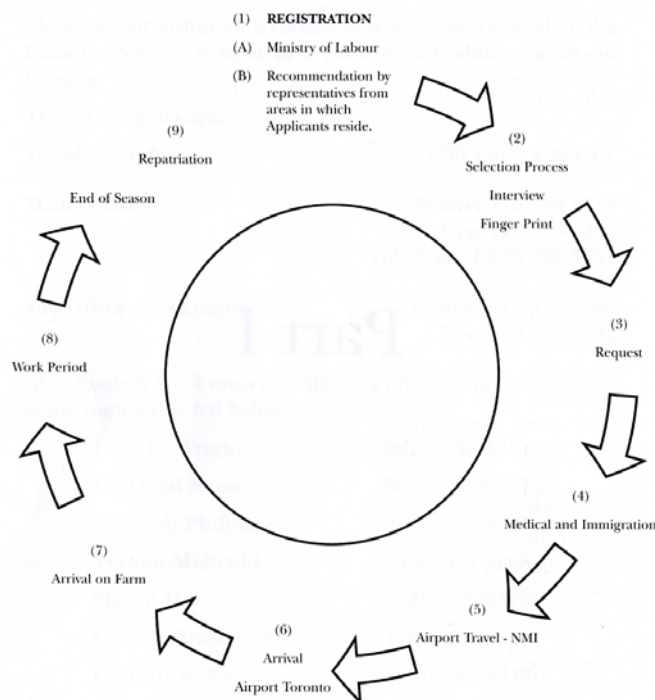 (1) REGISTRATION
(A) Ministry of Labour
(B) Recommendation by
representatives from
areas in which
Applicants reside.
(2)
Selection Process
Interview
Finger Print
(3)
Request
(4)
Medical and Immigration
(5)
Airport Travel - NMI
(6)
Arrival
Airport Toronto
(7)
Arrival on Farm
(8)
Work Period
(9)
Repatriation
End of Season
Part I